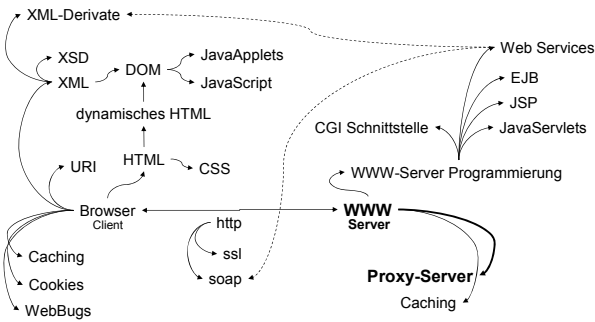 XML-Derivate
Web Services
XSD
JavaApplets
DOM
XML
JavaScript
EJB
JSP
dynamisches HTML
CGI Schnittstelle
JavaServlets
HTML
URI
CSS
WWW-Server Programmierung
Browser
Client
WWW
Server
http
ssl
soap
Caching
Cookies
WebBugs
Proxy-Server
Caching